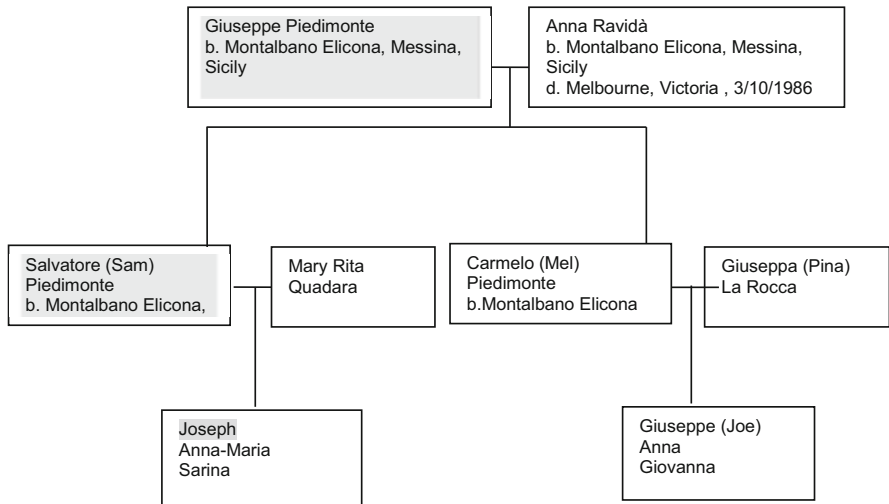 Giuseppe Piedimonte
b. Montalbano Elicona, Messina,
Sicily
Anna Ravidà
b. Montalbano Elicona, Messina,
Sicily
d. Melbourne, Victoria , 3/10/1986
Salvatore (Sam)
Piedimonte
b. Montalbano Elicona,
Mary Rita
Quadara
Carmelo (Mel)
Piedimonte
b.Montalbano Elicona
Giuseppa (Pina)
La Rocca
Joseph
Anna-Maria
Sarina
Giuseppe (Joe)
Anna
Giovanna